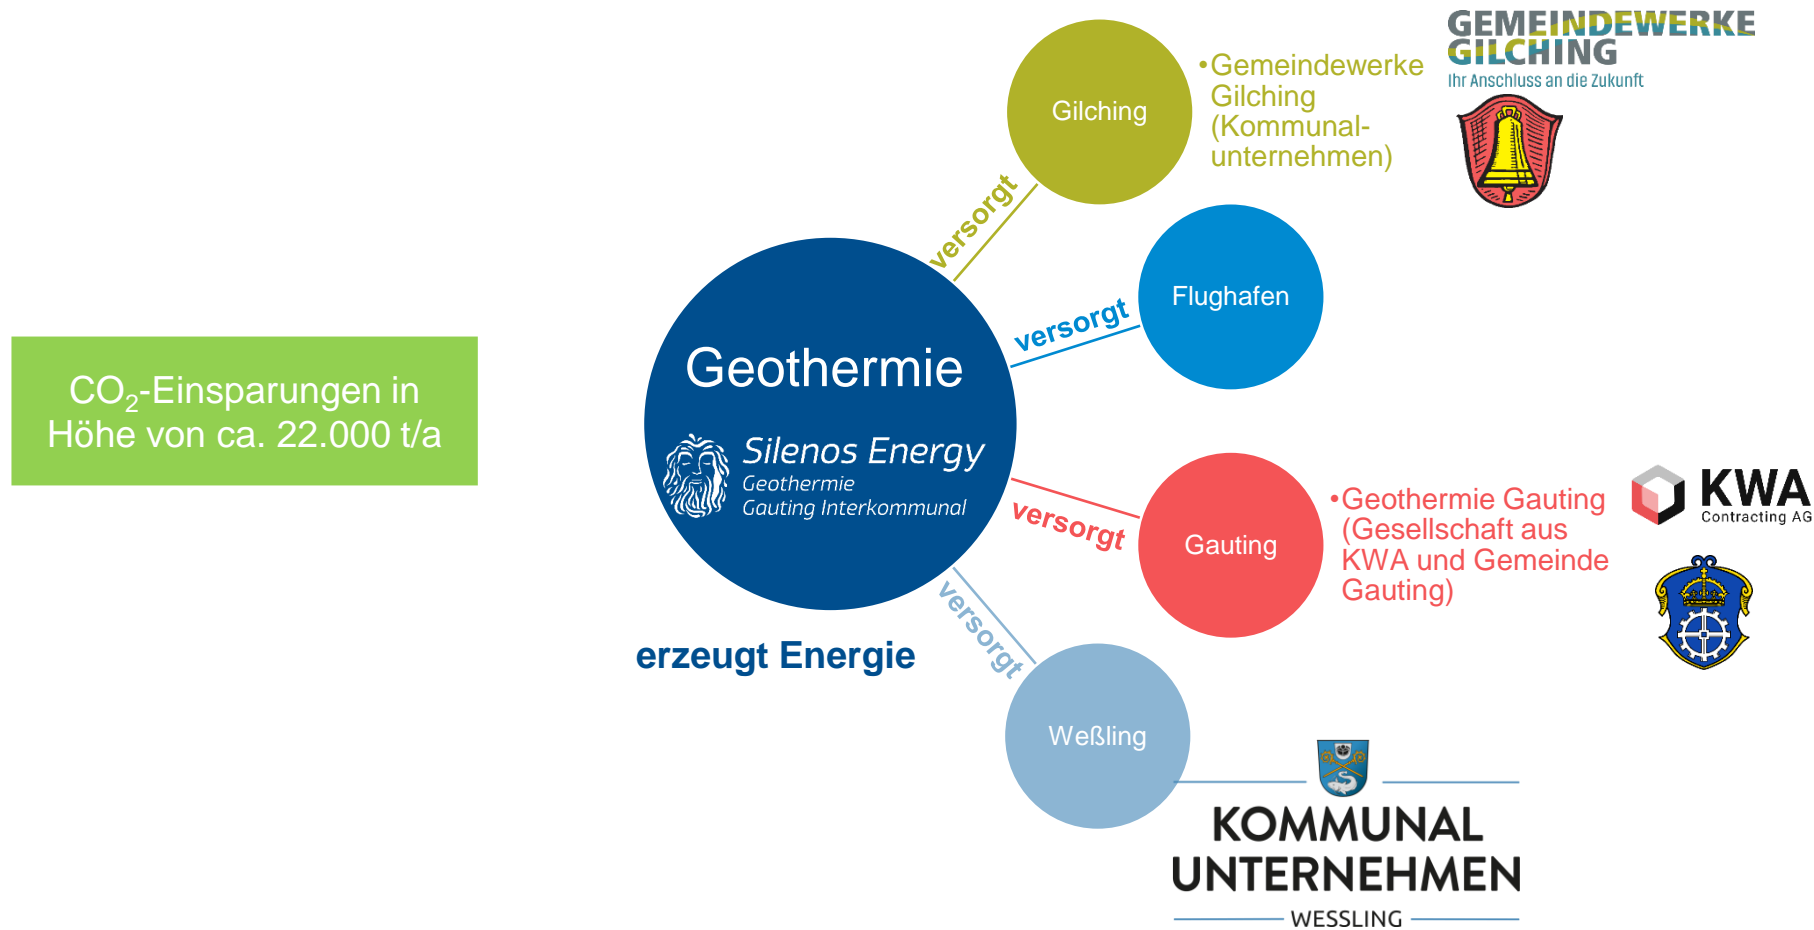 CO₂-Einsparungen in
Höhe von ca. 22.000 t/a
Geothermie
Silenos Energy
Geothermie
Gauting Interkommunal
erzeugt Energie
versorgt
Gilching
•Gemeindewerke
Gilching
(Kommunal-
unternehmen)
GEMEINDEWERKE
GILCHING
Ihr Anschluss an die Zukunft
versorgt
Flughafen
versorgt
Gauting
•Geothermie Gauting
(Gesellschaft aus
KWA und Gemeinde
Gauting)
KWA
Contracting AG
versorgt
Weßling
KOMMUNAL
UNTERNEHMEN
WESSLING